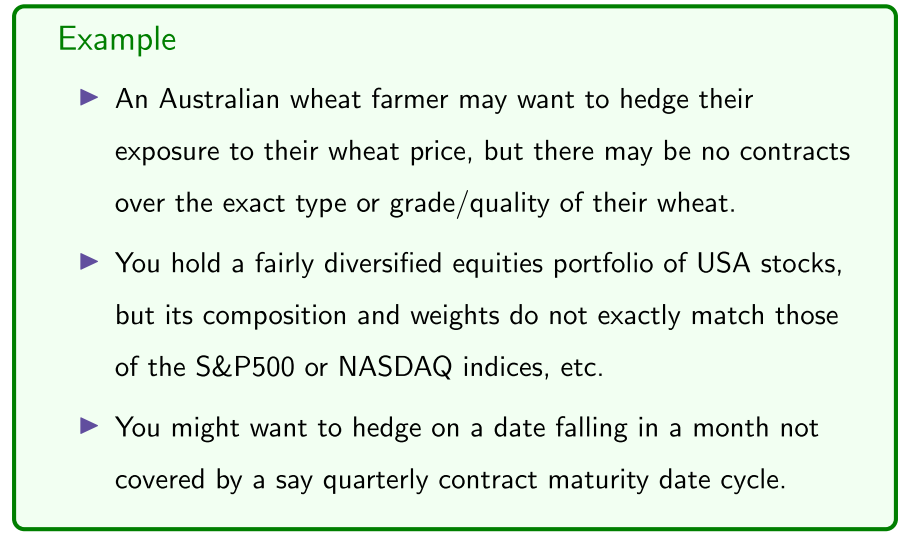 Example
▶ An Australian wheat farmer may want to hedge their
exposure to their wheat price, but there may be no contracts
over the exact type or grade/quality of their wheat.
▶ You hold a fairly diversified equities portfolio of USA stocks,
but its composition and weights do not exactly match those
of the S&P500 or NASDAQ indices, etc.
▶ You might want to hedge on a date falling in a month not
covered by a say quarterly contract maturity date cycle.